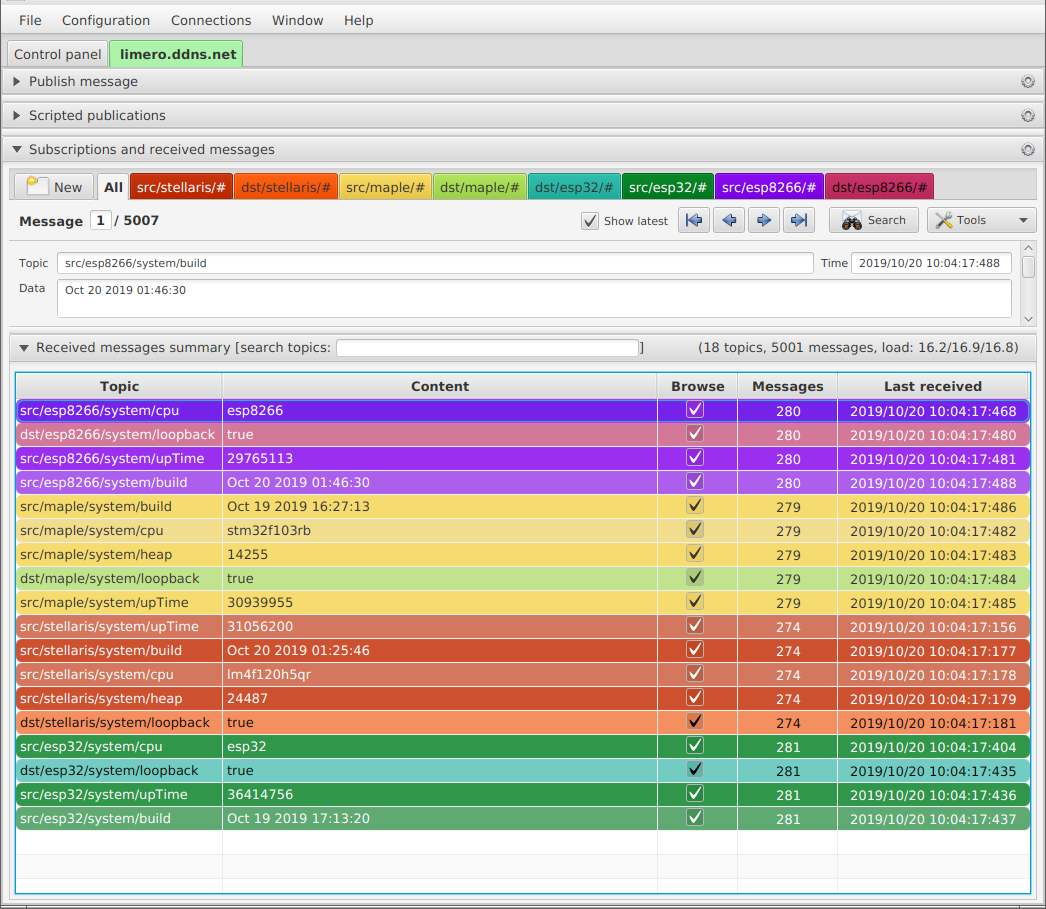 File Configuration Connections Window Help
Control panel limero.ddns.net
Publish message
Scripted publications
Subscriptions and received messages
New All src/stellaris/# dst/stellaris/# src/maple/# dst/maple/# dst/esp32/# src/esp32/# src/esp8266/# dst/esp8266/#
Message 1 / 5007 Show latest Search Tools
Topic src/esp8266/system/build Time 2019/10/20 10:04:17:488
Data Oct 20 2019 01:46:30
Received messages summary [search topics: ] (18 topics, 5001 messages, load: 16.2/16.9/16.8)
Topic Content Browse Messages Last received
src/esp8266/system/cpu esp8266 280 2019/10/20 10:04:17:468
dst/esp8266/system/loopback true 280 2019/10/20 10:04:17:480
src/esp8266/system/upTime 29765113 280 2019/10/20 10:04:17:481
src/esp8266/system/build Oct 20 2019 01:46:30 280 2019/10/20 10:04:17:488
src/maple/system/build Oct 19 2019 16:27:13 279 2019/10/20 10:04:17:486
src/maple/system/cpu stm32f103rb 279 2019/10/20 10:04:17:482
src/maple/system/heap 14255 279 2019/10/20 10:04:17:483
dst/maple/system/loopback true 279 2019/10/20 10:04:17:484
src/maple/system/upTime 30939955 279 2019/10/20 10:04:17:485
src/stellaris/system/upTime 31056200 274 2019/10/20 10:04:17:156
src/stellaris/system/build Oct 20 2019 01:25:46 274 2019/10/20 10:04:17:177
src/stellaris/system/cpu lm4f120h5qr 274 2019/10/20 10:04:17:178
src/stellaris/system/heap 24487 274 2019/10/20 10:04:17:179
dst/stellaris/system/loopback true 274 2019/10/20 10:04:17:181
src/esp32/system/cpu esp32 281 2019/10/20 10:04:17:404
dst/esp32/system/loopback true 281 2019/10/20 10:04:17:435
src/esp32/system/upTime 36414756 281 2019/10/20 10:04:17:436
src/esp32/system/build Oct 19 2019 17:13:20 281 2019/10/20 10:04:17:437